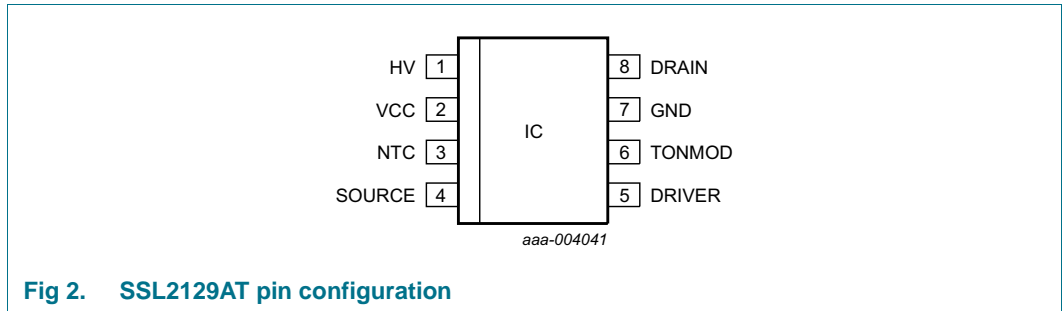 HV 1 8 DRAIN
VCC 2 7 GND
IC
NTC 3 6 TONMOD
SOURCE 4 5 DRIVER
aaa-004041
Fig 2. SSL2129AT pin configuration